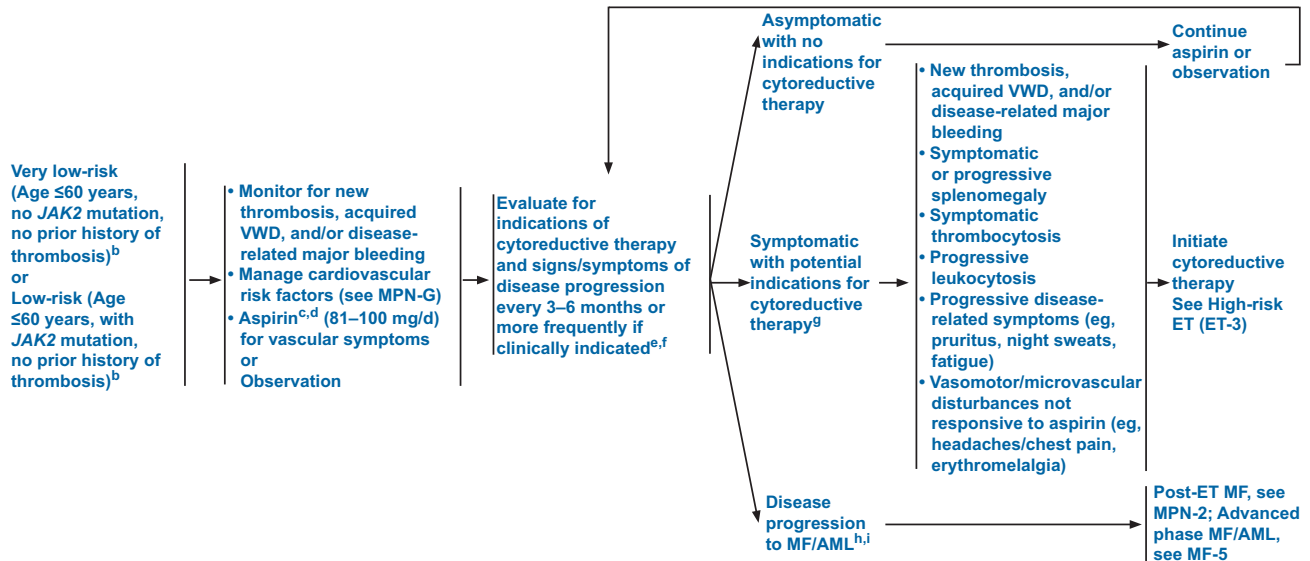 Very low-risk
(Age ≤60 years,
no JAK2 mutation,
no prior history of
thrombosis)b
or
Low-risk (Age
≤60 years, with
JAK2 mutation,
no prior history of
thrombosis)b
• Monitor for new
thrombosis, acquired
VWD, and/or disease-
related major bleeding
• Manage cardiovascular
risk factors (see MPN-G)
• Aspirinc,d (81–100 mg/d)
for vascular symptoms
or
Observation
Evaluate for
indications of
cytoreductive therapy
and signs/symptoms of
disease progression
every 3–6 months or
more frequently if
clinically indicatede,f
Asymptomatic
with no
indications for
cytoreductive
therapy
Continue
aspirin or
observation
Symptomatic
with potential
indications for
cytoreductive
therapyg
• New thrombosis,
acquired VWD, and/or
disease-related major
bleeding
• Symptomatic
or progressive
splenomegaly
• Symptomatic
thrombocytosis
• Progressive
leukocytosis
• Progressive disease-
related symptoms (eg,
pruritus, night sweats,
fatigue)
• Vasomotor/microvascular
disturbances not
responsive to aspirin (eg,
headaches/chest pain,
erythromelalgia)
Initiate
cytoreductive
therapy
See High-risk
ET (ET-3)
Disease
progression
to MF/AMLh,i
Post-ET MF, see
MPN-2; Advanced
phase MF/AML,
see MF-5